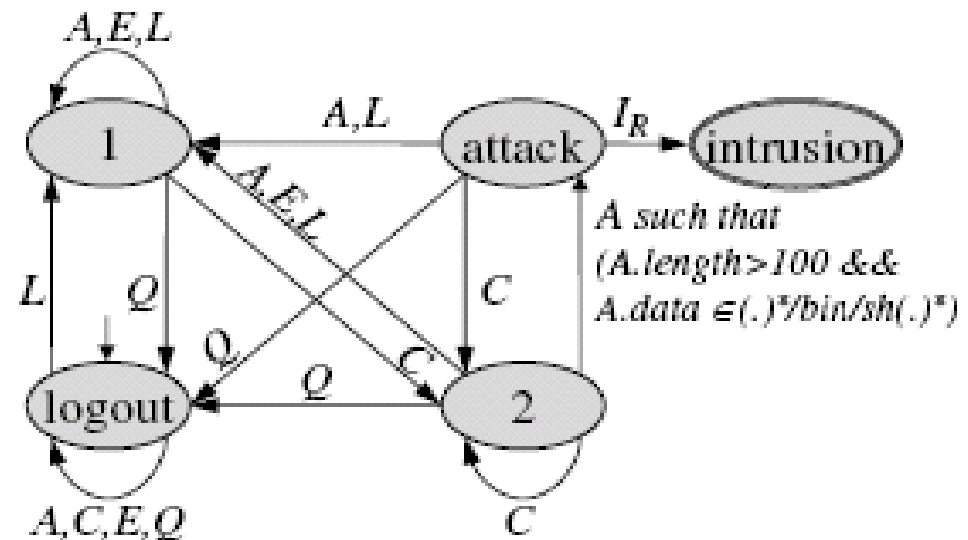 A,E,L
1
A,L
attack
I_R
intrusion
A,E,L
A such that
(A.length>100 &&
A.data ∈(.)*/bin/sh(.)*)
L
Q
C
Q
C
Q
logout
2
A,C,E,Q
C